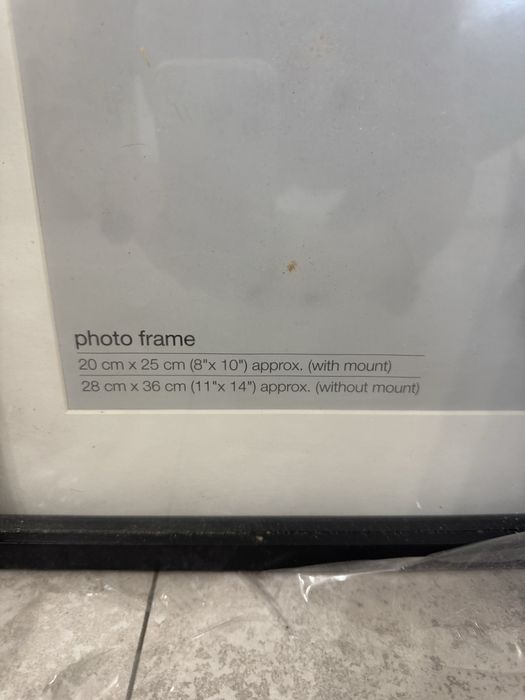 photo frame
20 cm x 25 cm (8"x 10") approx. (with mount)
28 cm x 36 cm (11"x 14") approx. (without mount)